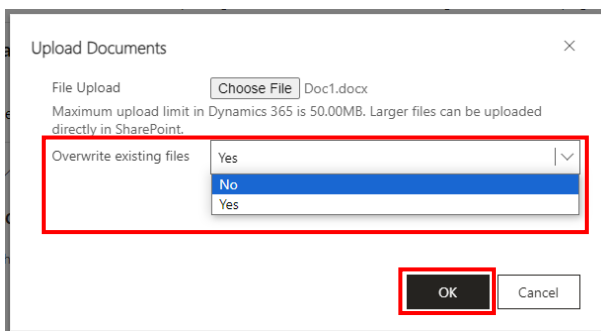 Upload Documents
File Upload
Choose File Doc1.docx
Maximum upload limit in Dynamics 365 is 50.00MB. Larger files can be uploaded
directly in SharePoint.
Overwrite existing files Yes
No
Yes
OK Cancel